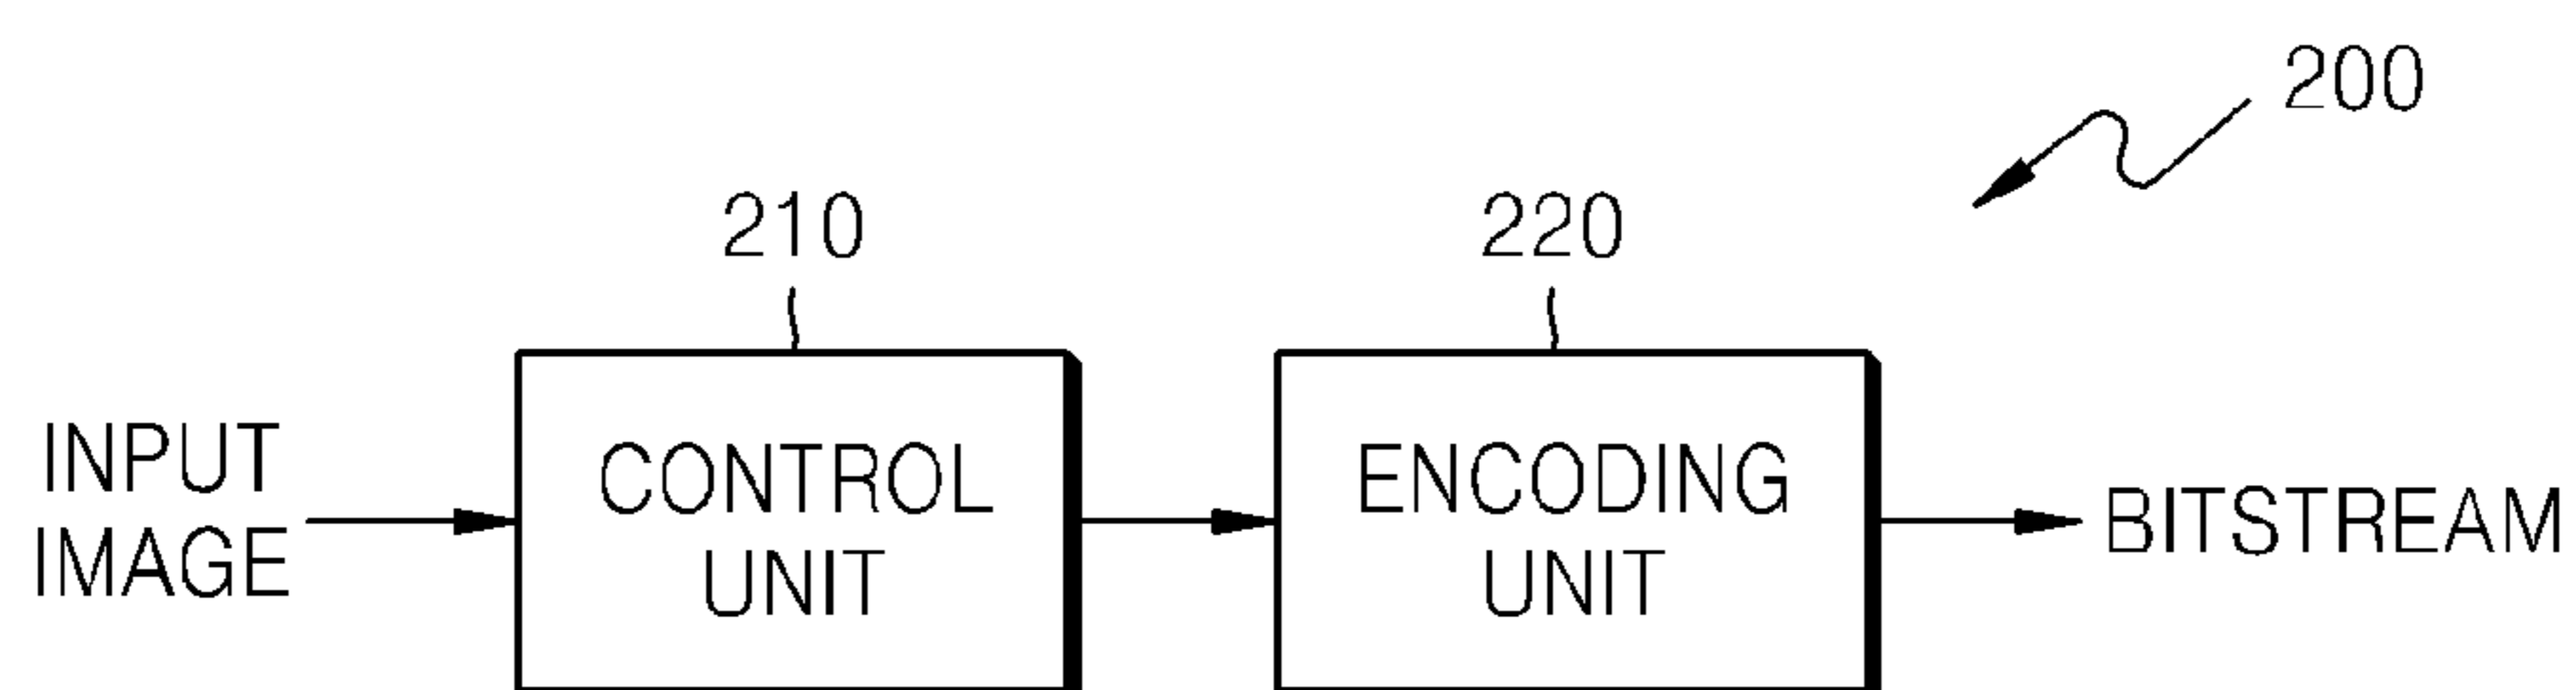 200
210
220
INPUT
IMAGE
CONTROL
UNIT
ENCODING
UNIT
BITSTREAM